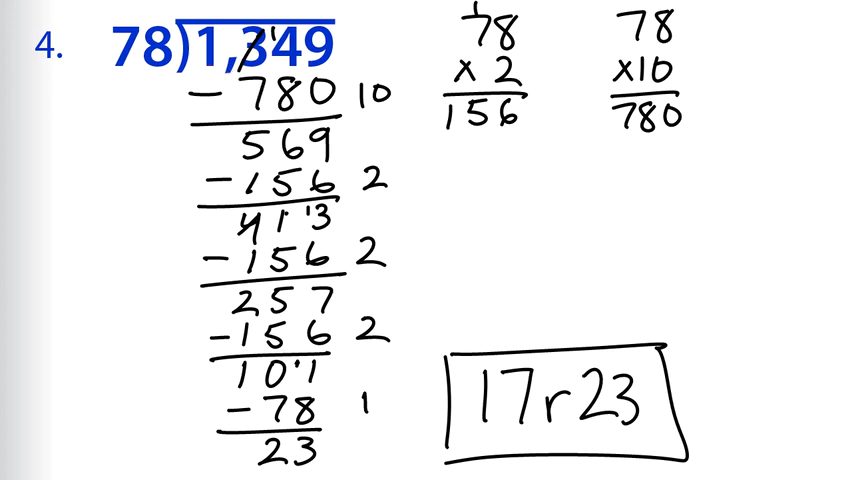 4. 78)1,349
- 780 10
569
- 156 2
413
- 156 2
257
- 156 2
101
- 78 1
23
78
x 2
156
78
x10
780
17r23